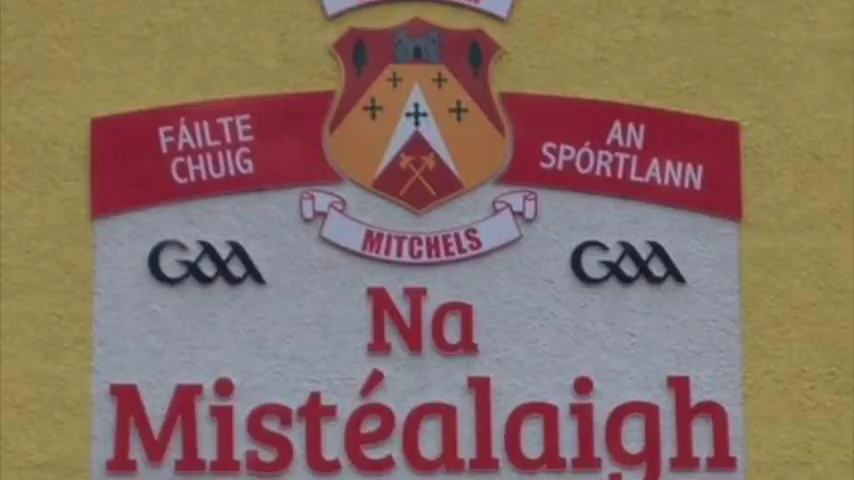 FÁILTE
CHUIG
AN
SPÓRTLANN
MITCHELS
GAA
GAA
Na
Mistéalaigh